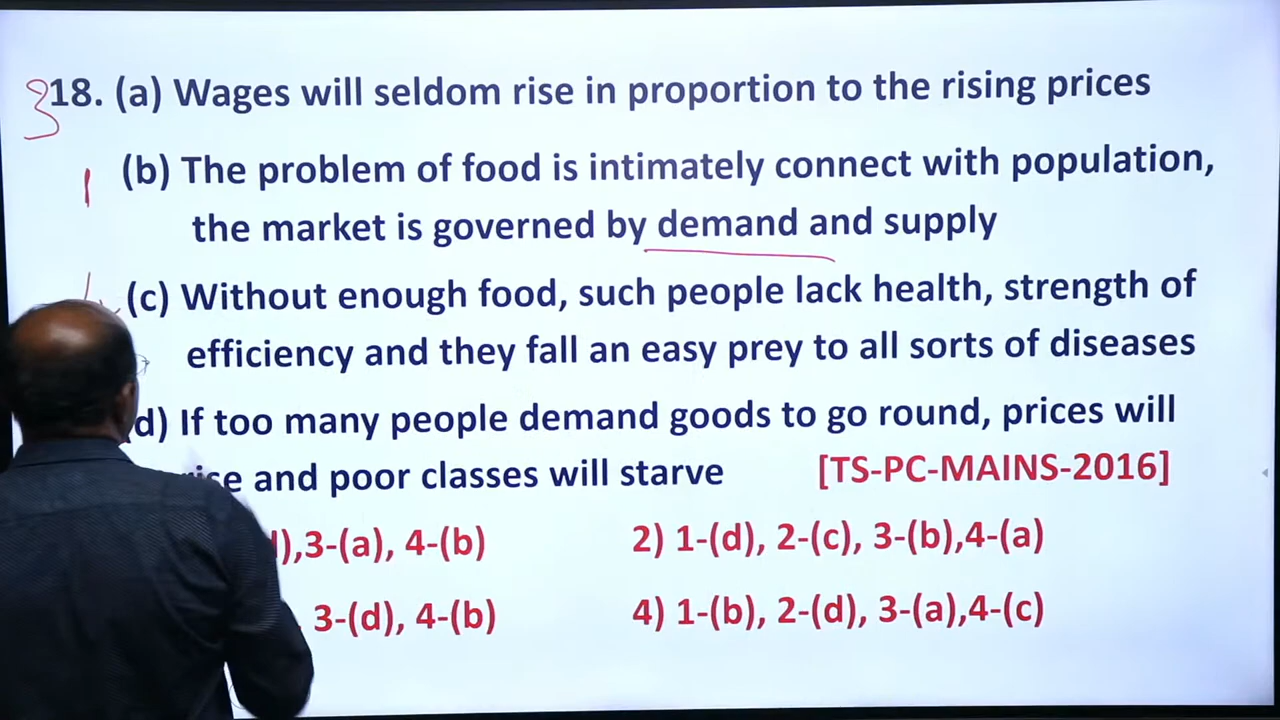 18. (a) Wages will seldom rise in proportion to the rising prices
3
1 (b) The problem of food is intimately connect with population,
the market is governed by demand and supply
(c) Without enough food, such people lack health, strength of
efficiency and they fall an easy prey to all sorts of diseases
d) If too many people demand goods to go round, prices will
and poor classes will starve [TS-PC-MAINS-2016]
),3-(a), 4-(b) 2) 1-(d), 2-(c), 3-(b),4-(a)
3-(d), 4-(b) 4) 1-(b), 2-(d), 3-(a),4-(c)